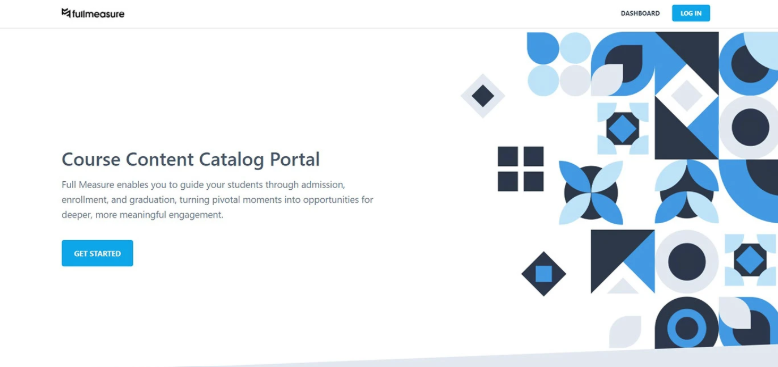 fullmeasure
DASHBOARD
LOG IN
Course Content Catalog Portal
Full Measure enables you to guide your students through admission,
enrollment, and graduation, turning pivotal moments into opportunities for
deeper, more meaningful engagement.
GET STARTED